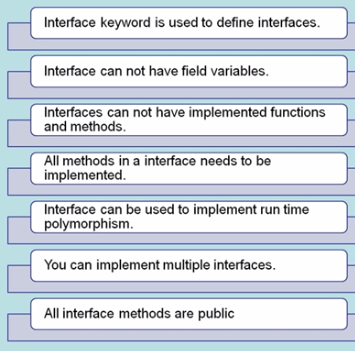 Interface keyword is used to define interfaces.
Interface can not have field variables.
Interfaces can not have implemented functions
and methods.
All methods in a interface needs to be
implemented.
Interface can be used to implement run time
polymorphism.
You can implement multiple interfaces.
All interface methods are public